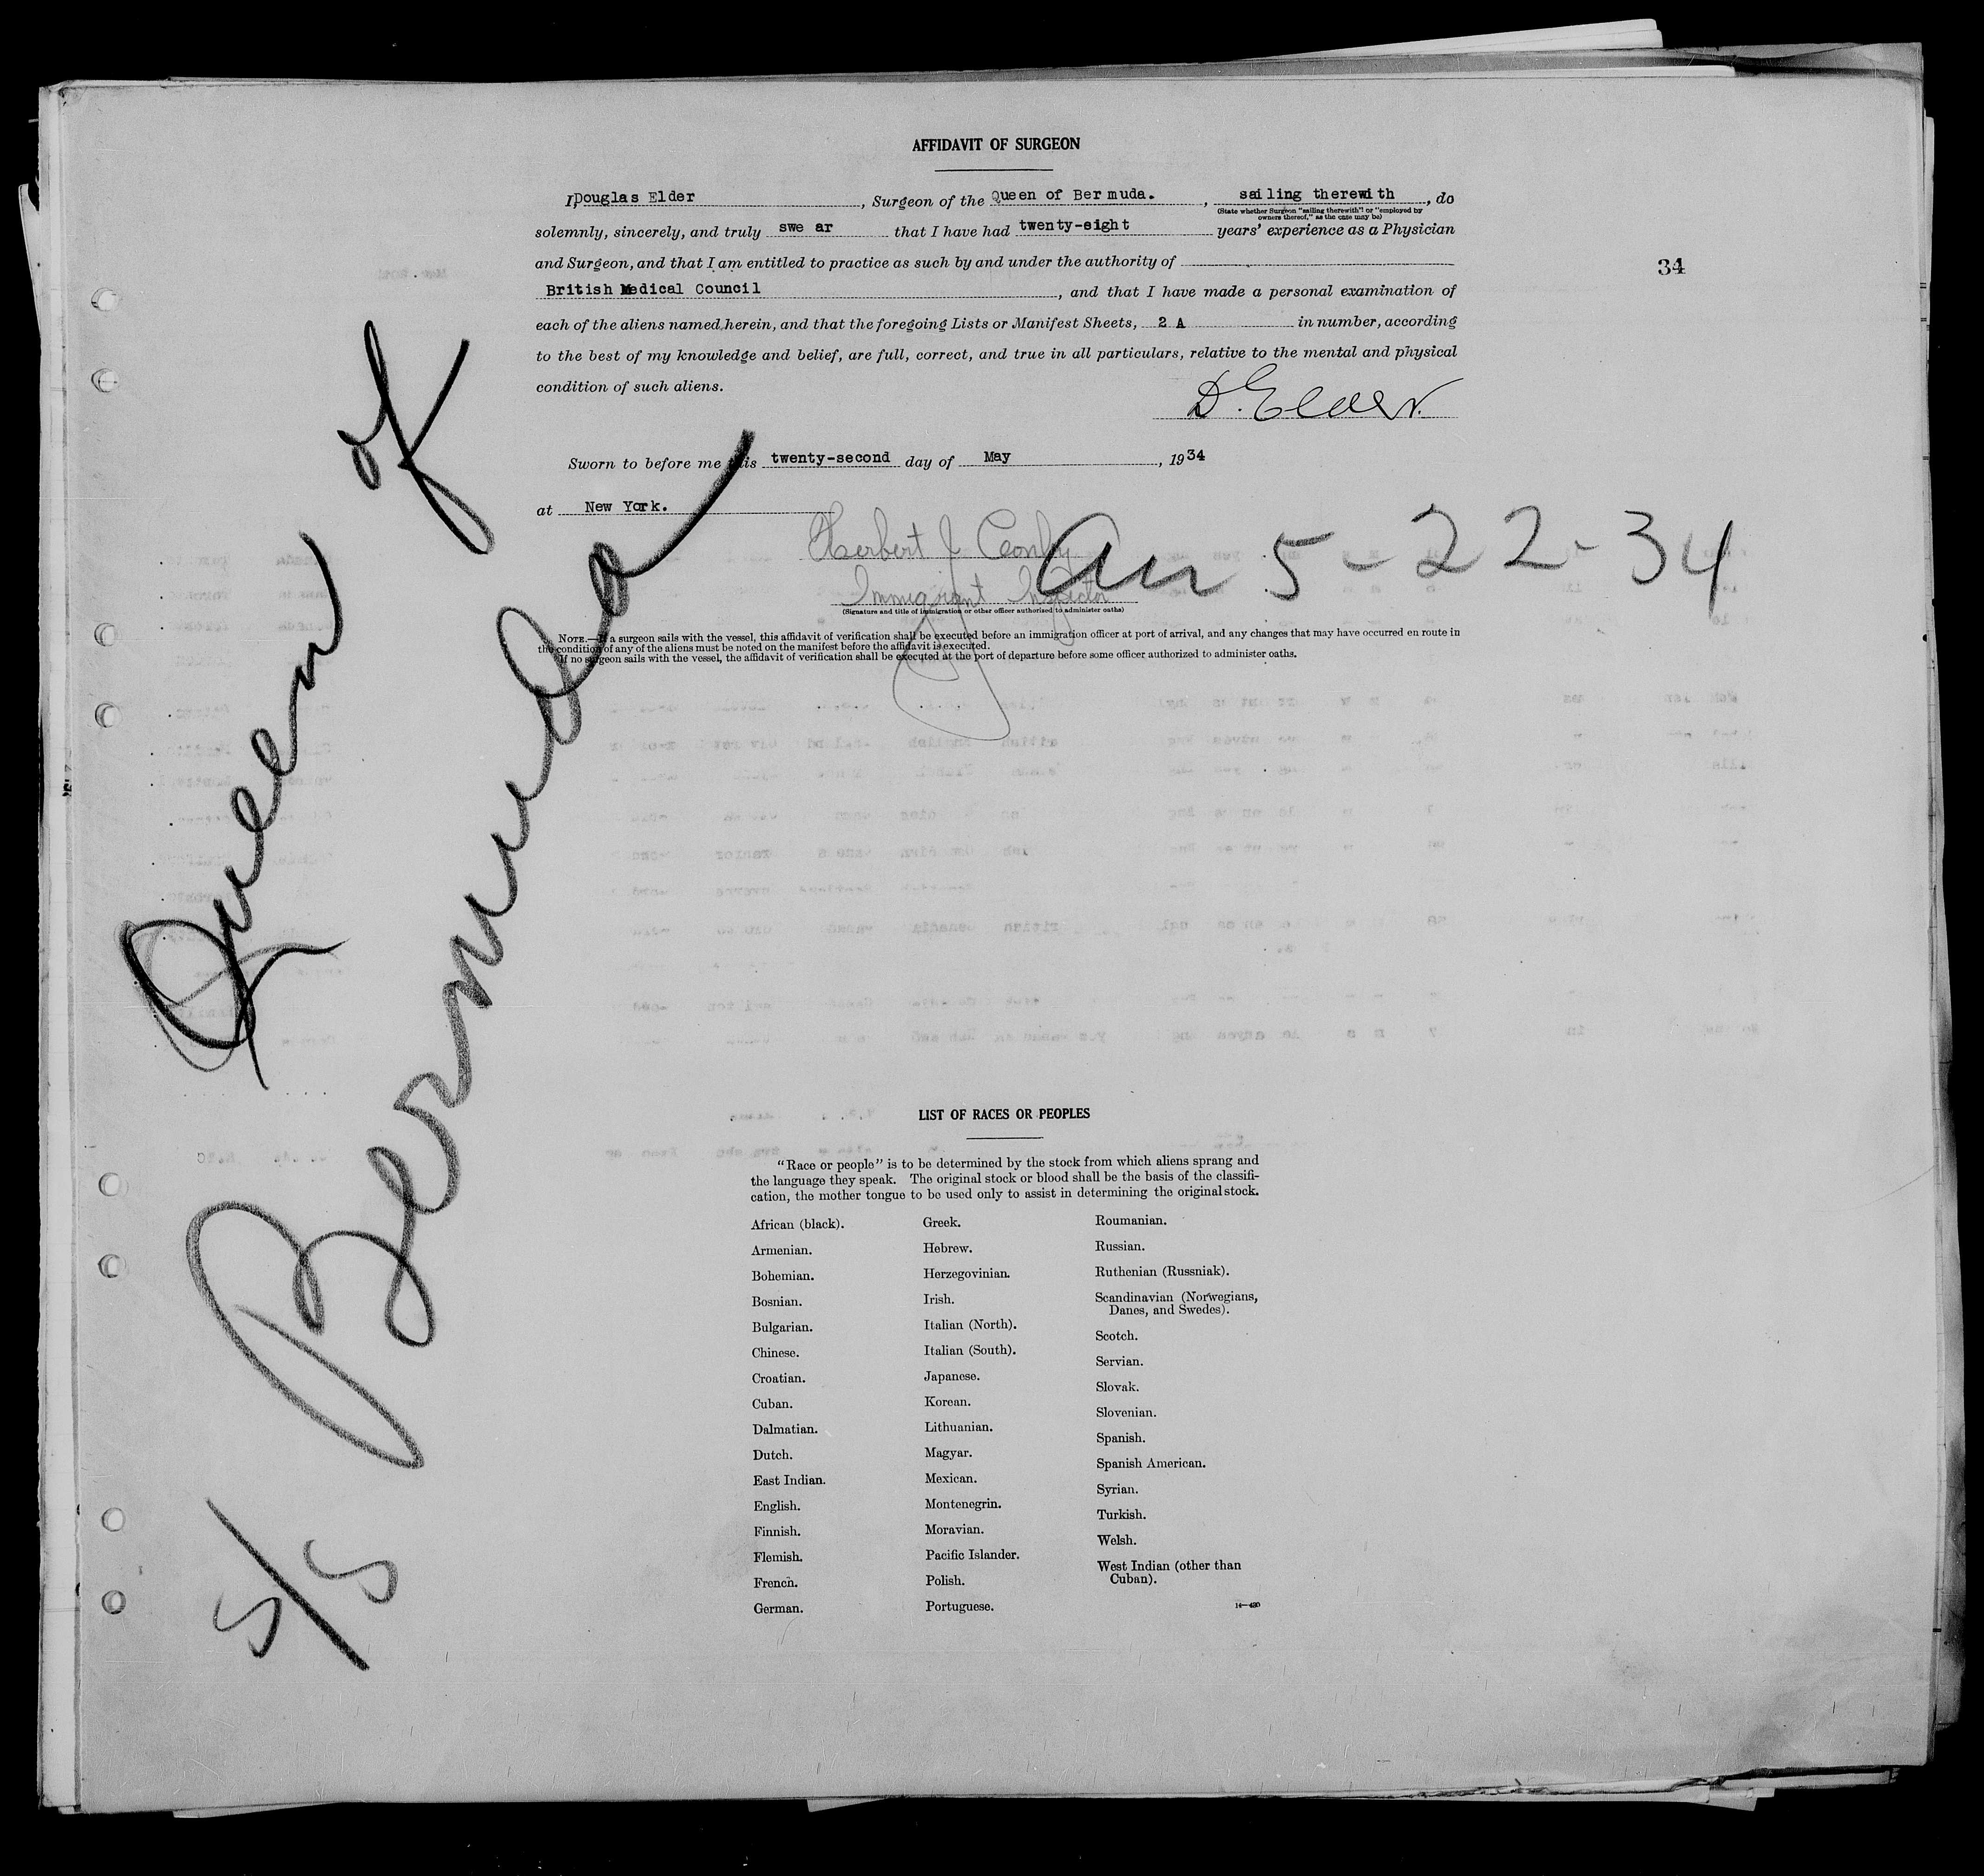 AFFIDAVIT OF SURGEON
I, Douglas Elder, Surgeon of the Queen of Bermuda., sailing therewith, do
(State whether Surgeon "sailing therewith" or "employed by
owners thereof," as the case may be)
solemnly, sincerely, and truly swe ar that I have had twenty-eight years' experience as a Physician
and Surgeon, and that I am entitled to practice as such by and under the authority of
British Medical Council, and that I have made a personal examination of
34
each of the aliens named herein, and that the foregoing Lists or Manifest Sheets, 2 A in number, according
to the best of my knowledge and belief, are full, correct, and true in all particulars, relative to the mental and physical
condition of such aliens.
D. Elder.
Sworn to before me this twenty-second day of May, 1934
at New York.
Herbert J
Immigrant Inspector
(Signature and title of immigration or other officer authorized to administer oaths)
5-22-34
NOTE.—If a surgeon sails with the vessel, this affidavit of verification shall be executed before an immigration officer at port of arrival, and any changes that may have occurred en route in
the condition of any of the aliens must be noted on the manifest before the affidavit is executed.
If no surgeon sails with the vessel, the affidavit of verification shall be executed at the port of departure before some officer authorized to administer oaths.
S/S Queen of
Bermuda
LIST OF RACES OR PEOPLES
"Race or people" is to be determined by the stock from which aliens sprang and
the language they speak. The original stock or blood shall be the basis of the classifi-
cation, the mother tongue to be used only to assist in determining the original stock.
African (black).
Armenian.
Bohemian.
Bosnian.
Bulgarian.
Chinese.
Croatian.
Cuban.
Dalmatian.
Dutch.
East Indian.
English.
Finnish.
Flemish.
French.
German.
Greek.
Hebrew.
Herzegovinian.
Irish.
Italian (North).
Italian (South).
Japanese.
Korean.
Lithuanian.
Magyar.
Mexican.
Montenegrin.
Moravian.
Pacific Islander.
Polish.
Portuguese.
Roumanian.
Russian.
Ruthenian (Russniak).
Scandinavian (Norwegians,
Danes, and Swedes).
Scotch.
Servian.
Slovak.
Slovenian.
Spanish.
Spanish American.
Syrian.
Turkish.
Welsh.
West Indian (other than
Cuban).
14—430